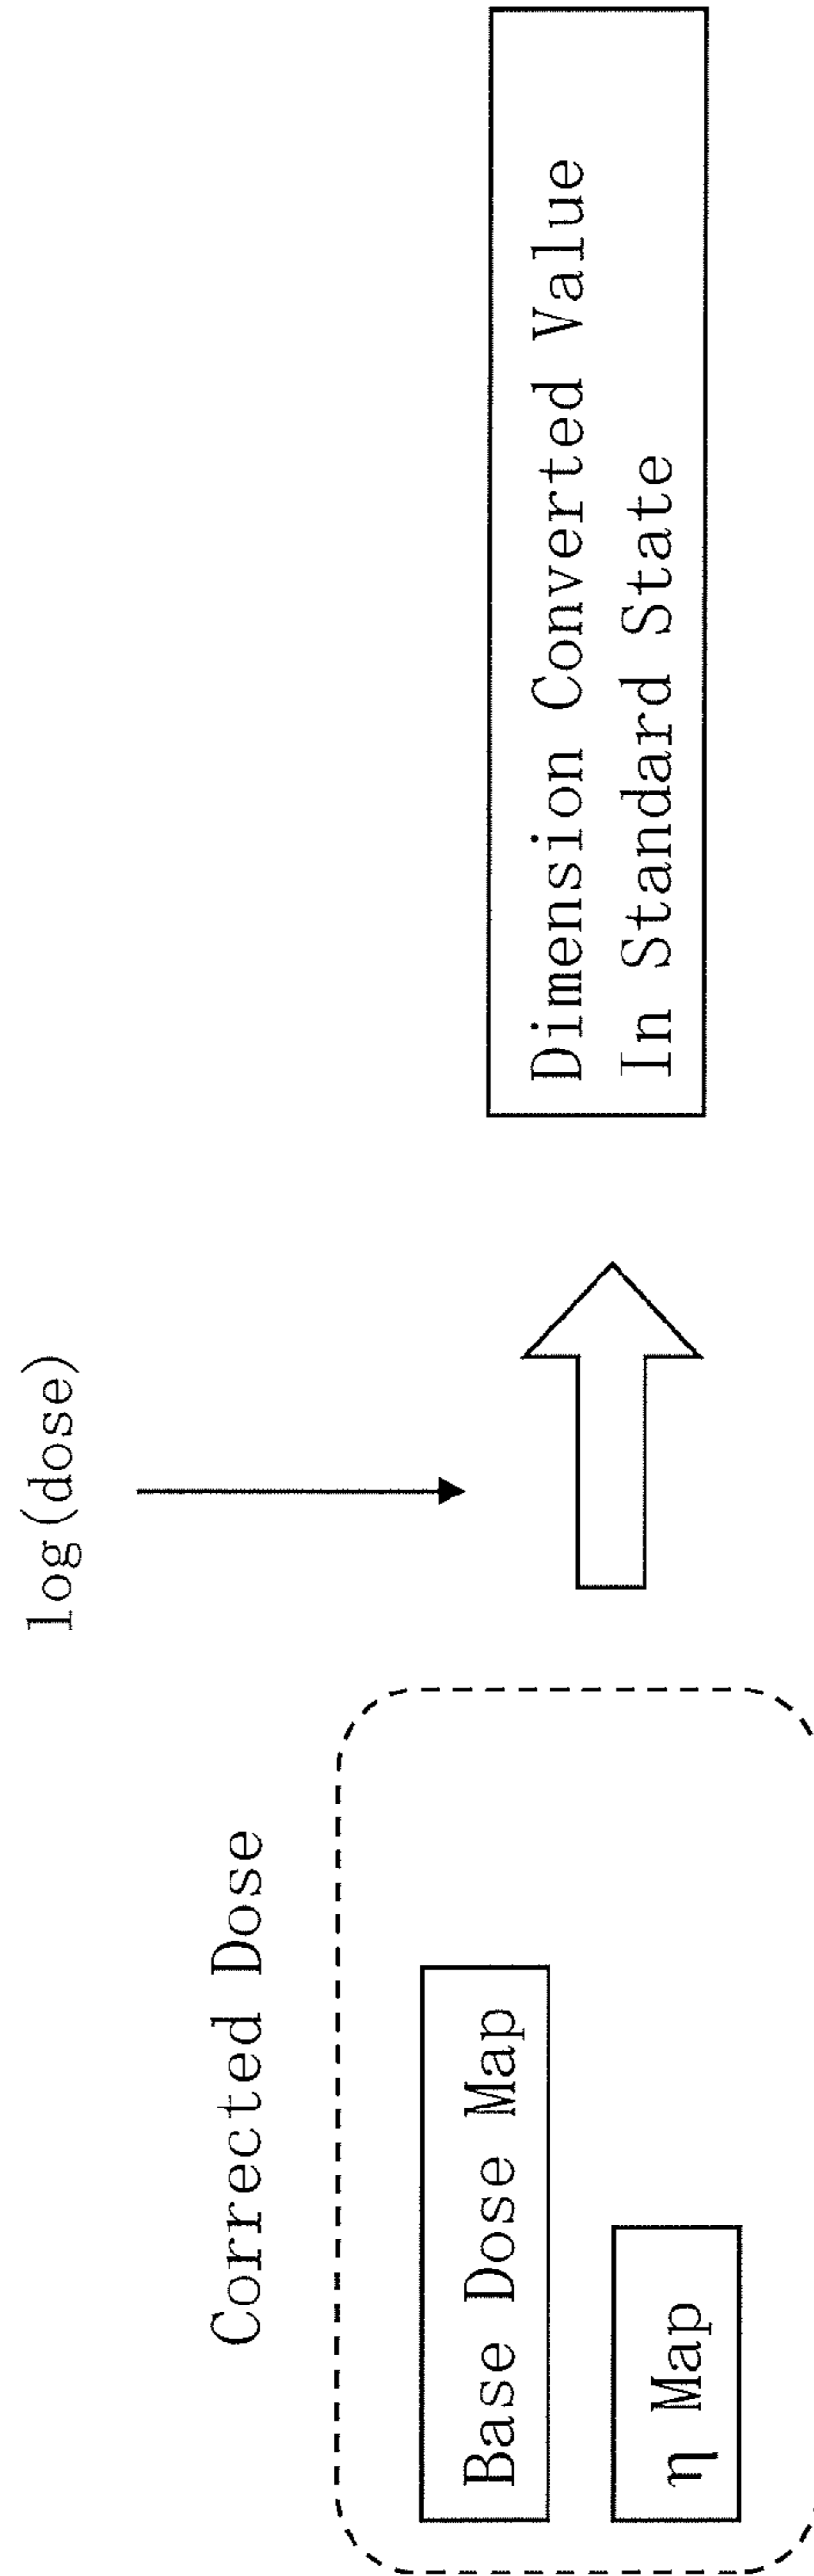 log(dose)
Corrected Dose
Base Dose Map
η Map
Dimension Converted Value
In Standard State